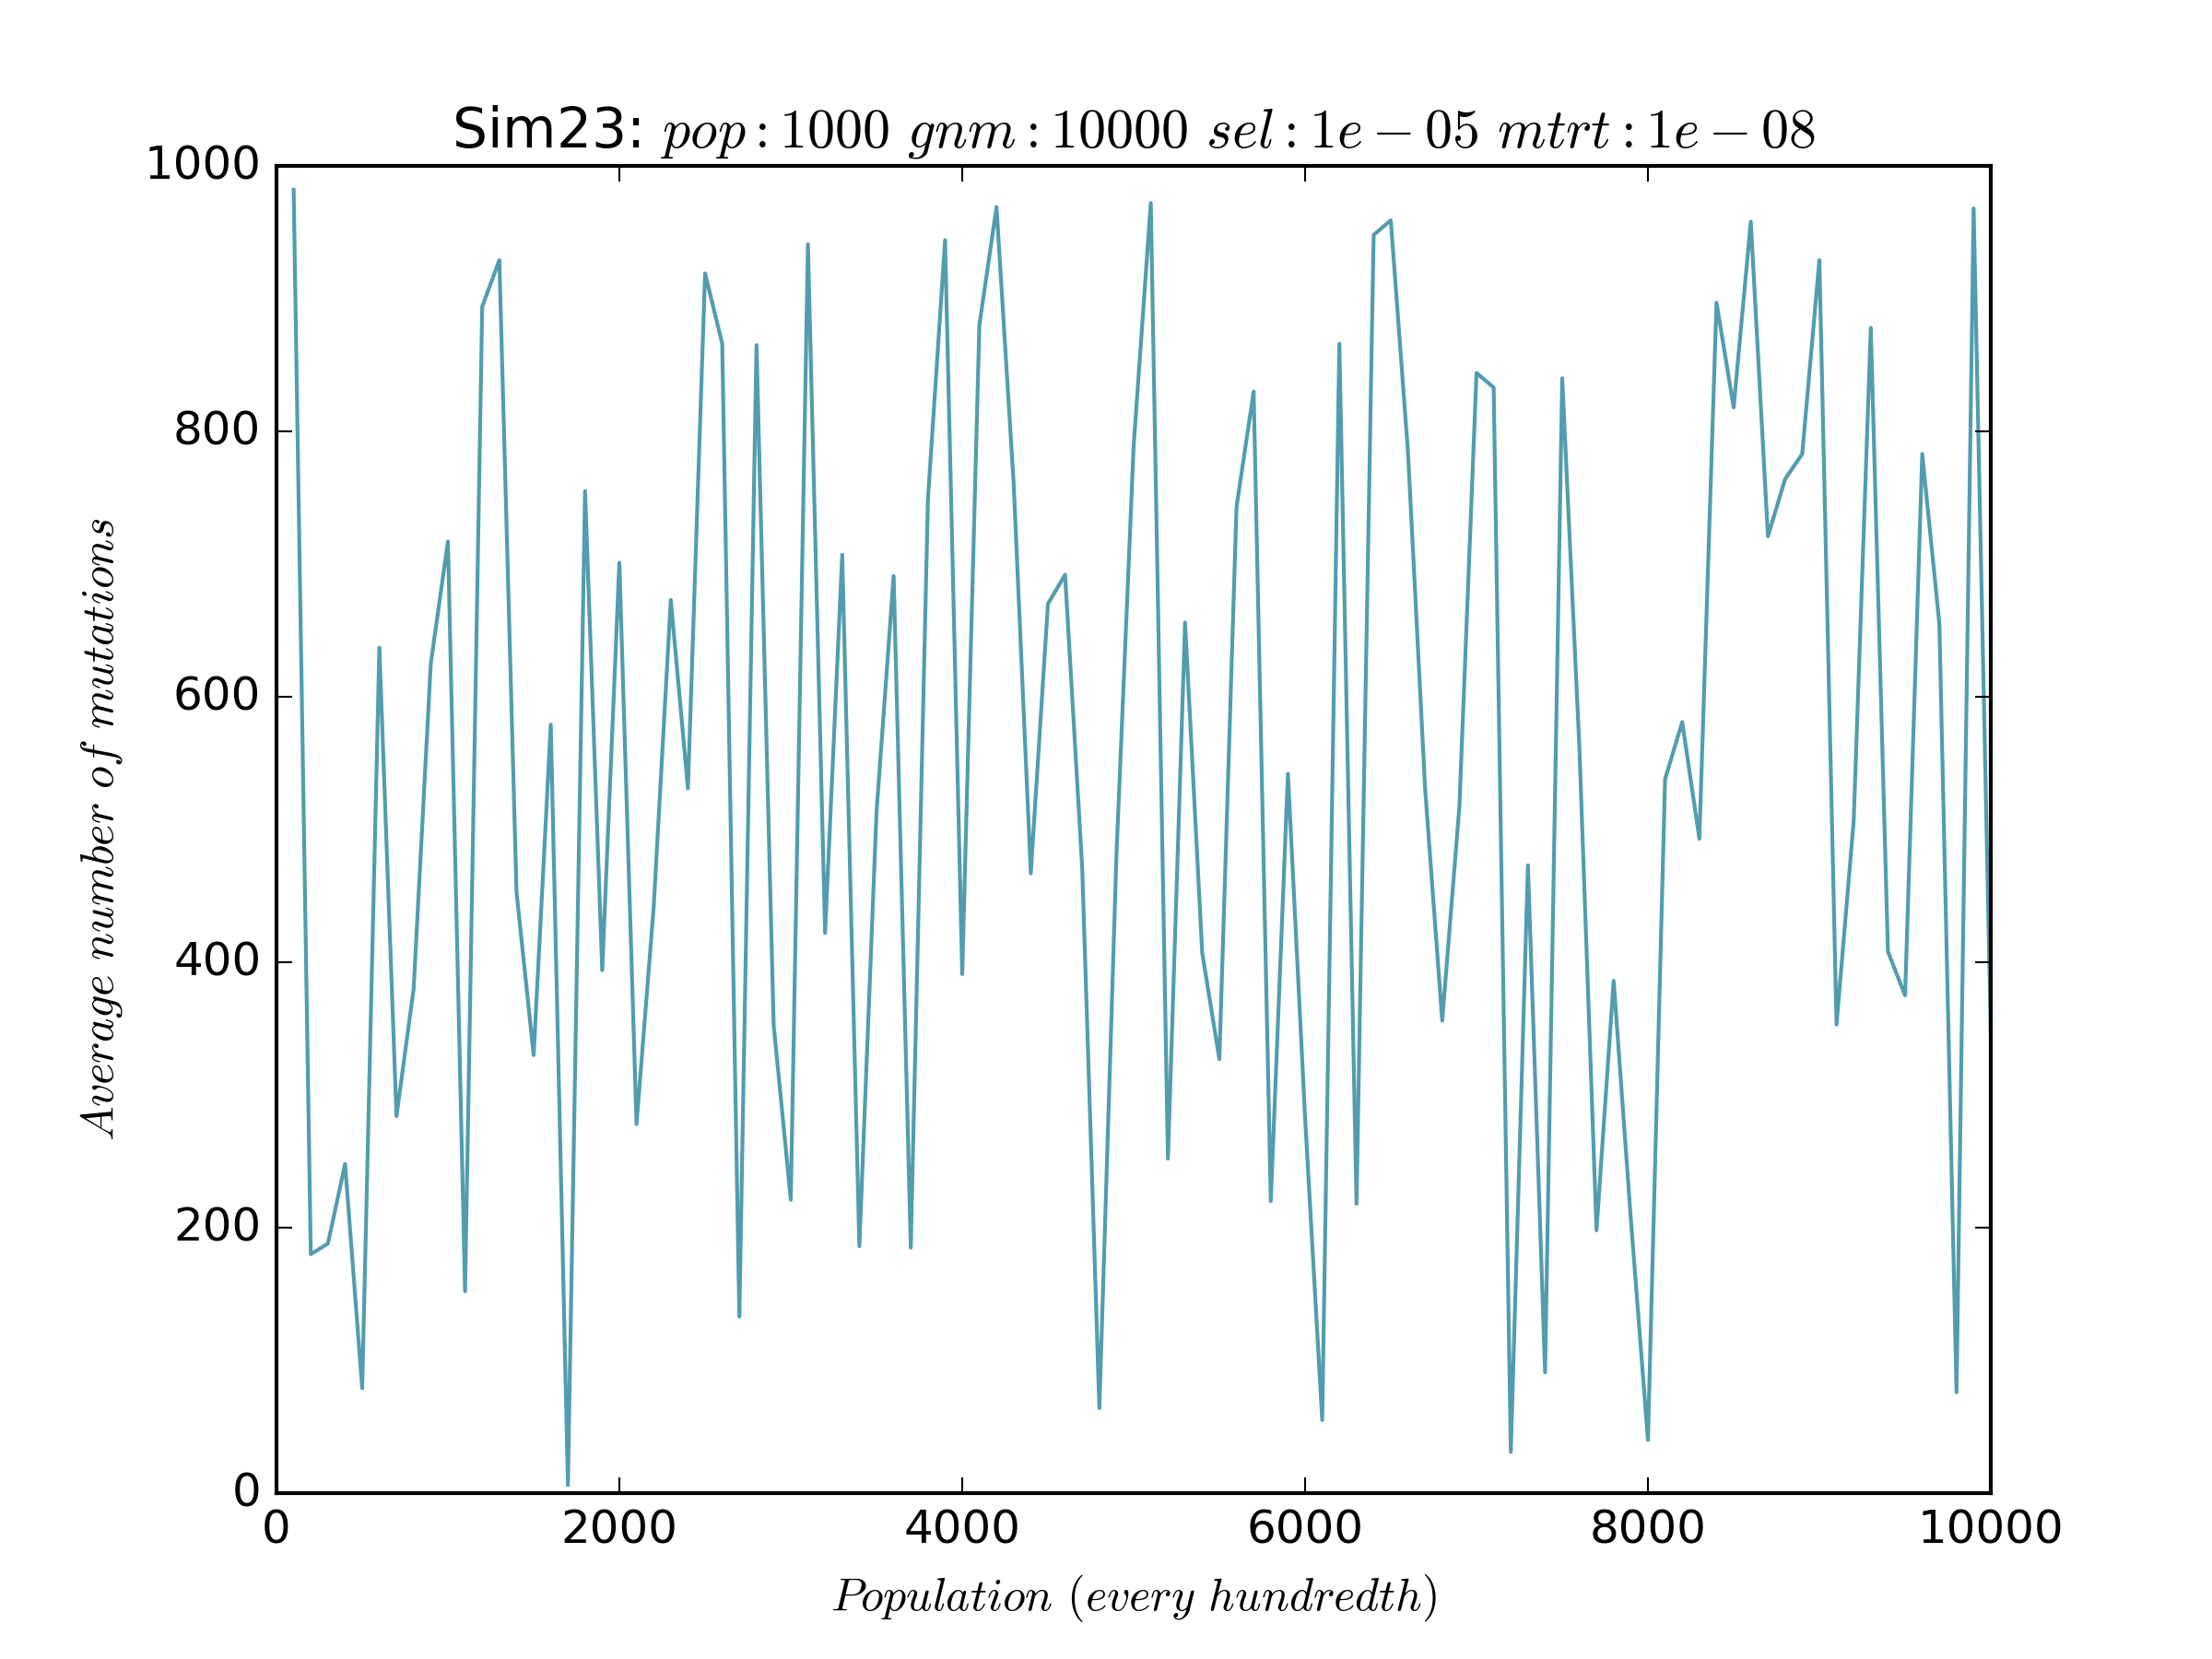 Sim23: pop:1000 gnm:10000 sel:1e−05 mtrt:1e−08
1000
800
600
400
200
0
Average number of mutations
0 2000 4000 6000 8000 10000
Population (every hundredth)